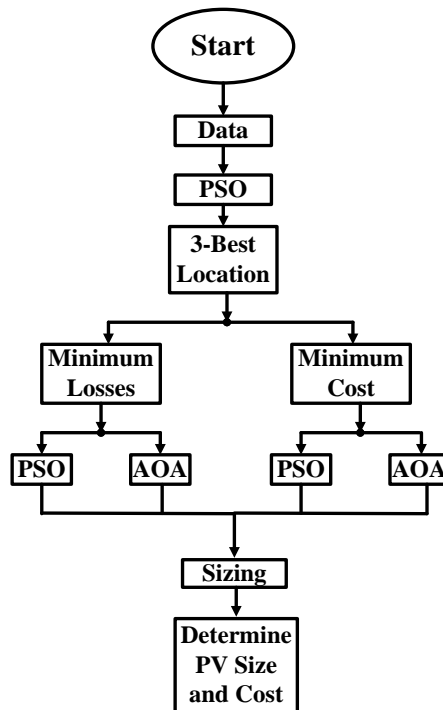 Start
Data
PSO
3-Best
Location
Minimum
Losses
Minimum
Cost
PSO
AOA
PSO
AOA
Sizing
Determine
PV Size
and Cost